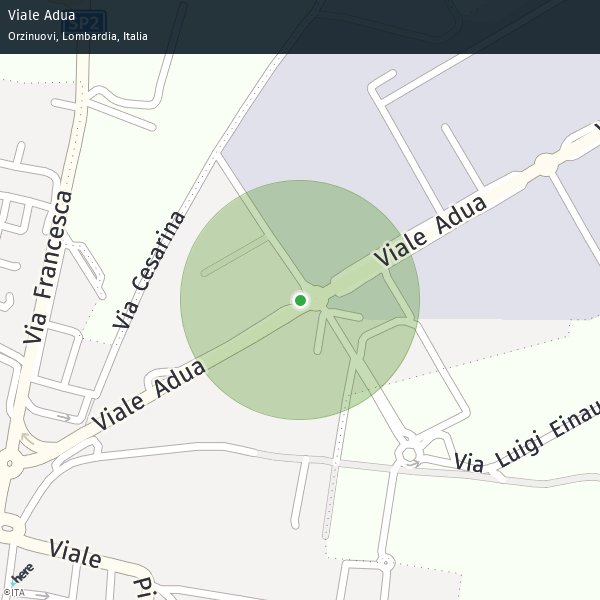 Viale Adua
Orzinuovi, Lombardia, Italia
SP2
Viale Adua
Via Cesarina
Via Francesca
Viale Adua
Via Luigi Einau
Viale
Pi
here
©ITA